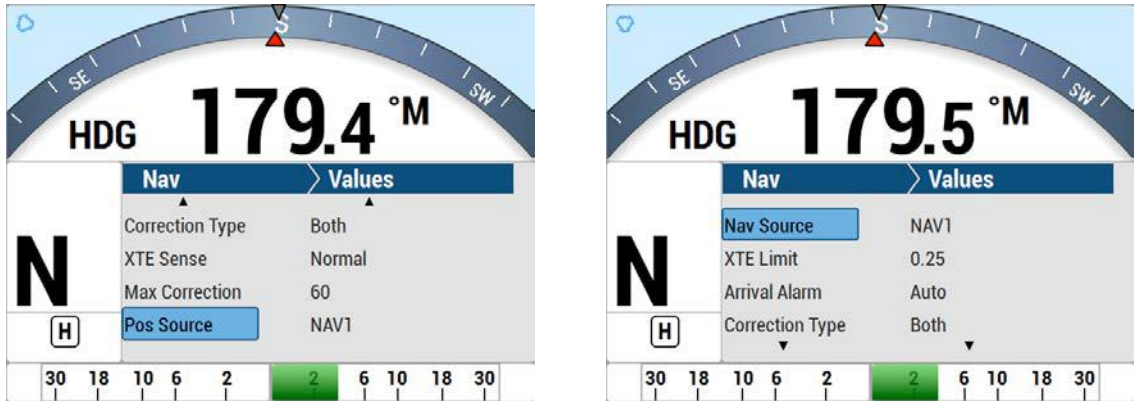 S
SE
SW
HDG 179.4 °M
Nav Values
Correction Type Both
XTE Sense Normal
Max Correction 60
Pos Source NAV1
N
H
30 18 10 6 2 2 6 10 18 30
S
SE
SW
HDG 179.5 °M
Nav Values
Nav Source NAV1
XTE Limit 0.25
Arrival Alarm Auto
Correction Type Both
N
H
30 18 10 6 2 2 6 10 18 30